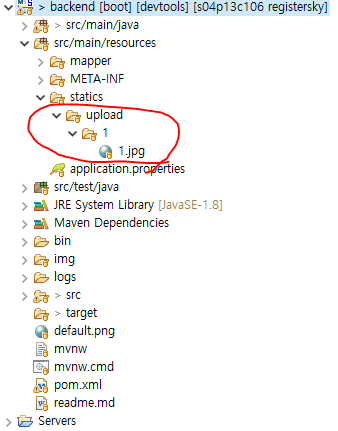 > backend [boot] [devtools] [s04p13c106 registersky]
> src/main/java
src/main/resources
mapper
META-INF
statics
upload
1
1.jpg
application.properties
src/test/java
JRE System Library [JavaSE-1.8]
Maven Dependencies
bin
img
logs
> src
> target
default.png
mvnw
mvnw.cmd
pom.xml
readme.md
Servers